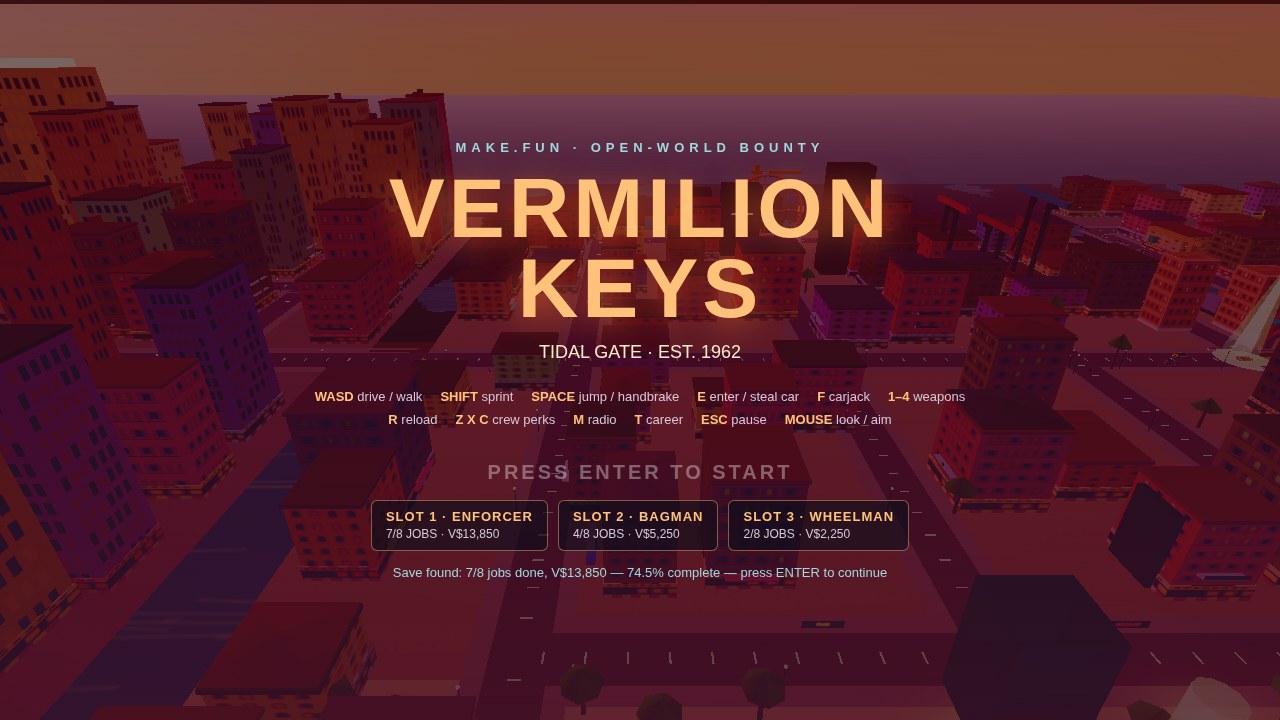 MAKE.FUN · OPEN-WORLD BOUNTY
VERMILION
KEYS
TIDAL GATE · EST. 1962
WASD drive / walk SHIFT sprint SPACE jump / handbrake E enter / steal car F carjack 1–4 weapons
R reload Z X C crew perks M radio T career ESC pause MOUSE look / aim
PRESS ENTER TO START
SLOT 1 · ENFORCER SLOT 2 · BAGMAN SLOT 3 · WHEELMAN
7/8 JOBS · V$13,850 4/8 JOBS · V$5,250 2/8 JOBS · V$2,250
Save found: 7/8 jobs done, V$13,850 — 74.5% complete — press ENTER to continue